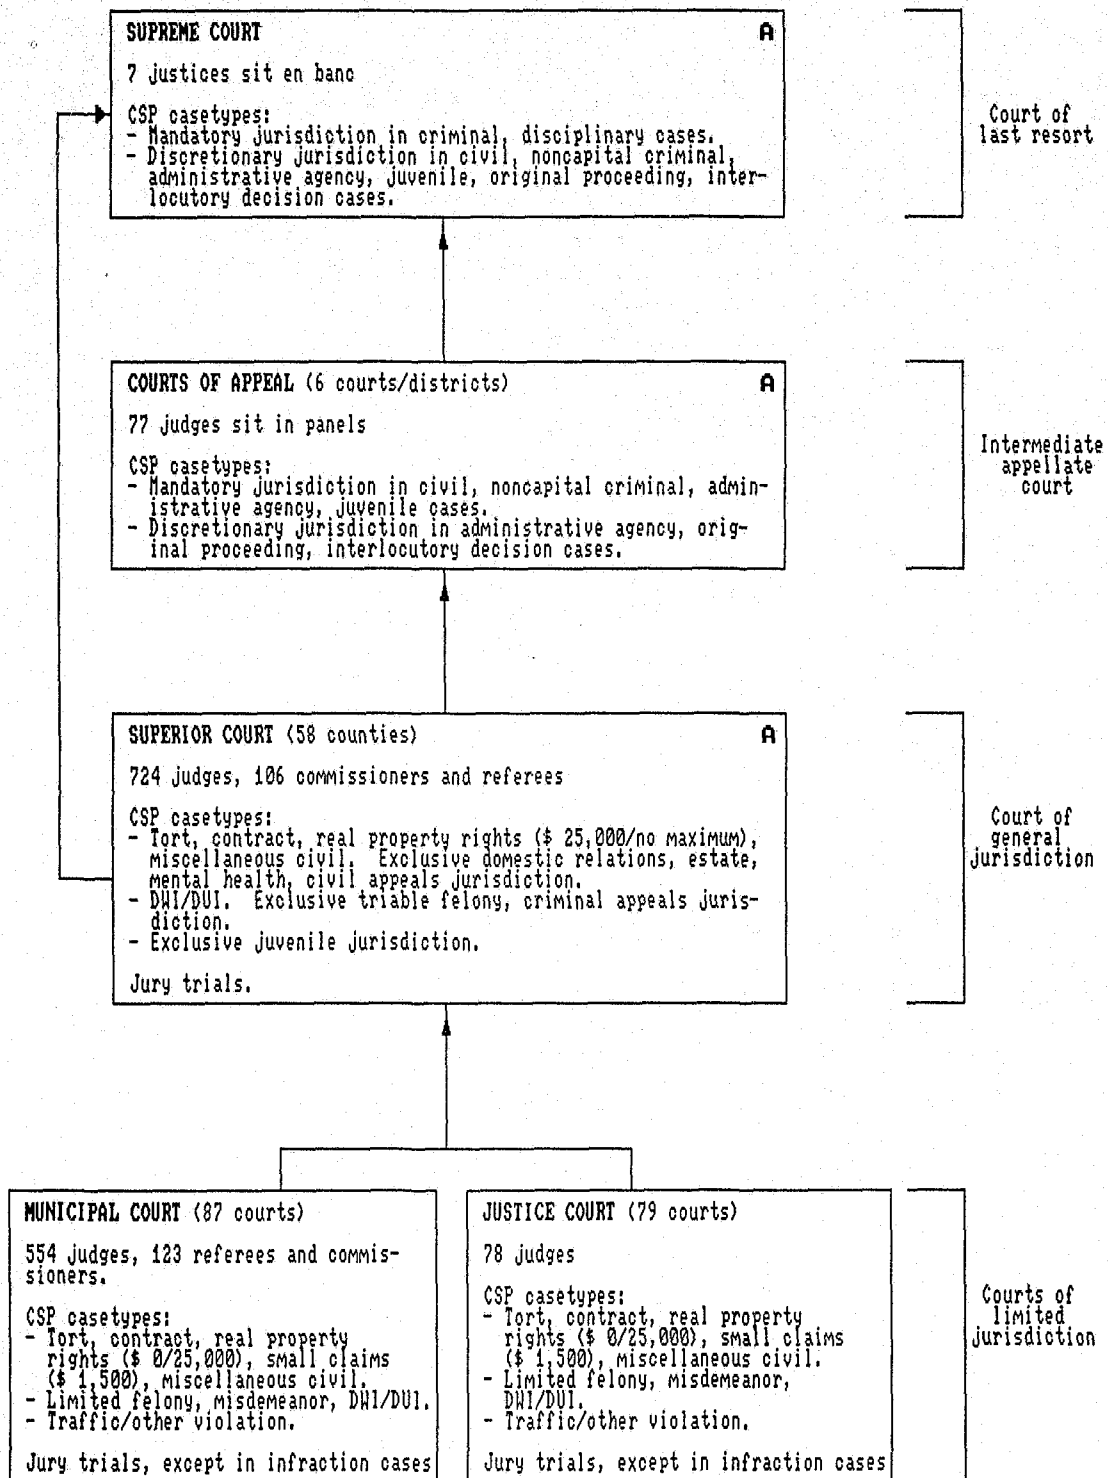 SUPREME COURT A
7 justices sit en banc
CSP casetypes:
- Mandatory jurisdiction in criminal, disciplinary cases.
- Discretionary jurisdiction in civil, noncapital criminal,
administrative agency, juvenile, original proceeding, inter-
locutory decision cases.
Court of
last resort
COURTS OF APPEAL (6 courts/districts) A
77 judges sit in panels
CSP casetypes:
- Mandatory jurisdiction in civil, noncapital criminal, admin-
istrative agency, juvenile cases.
- Discretionary jurisdiction in administrative agency, orig-
inal proceeding, interlocutory decision cases.
Intermediate
appellate
court
SUPERIOR COURT (58 counties) A
724 judges, 106 commissioners and referees
CSP casetypes:
- Tort, contract, real property rights ($ 25,000/no maximum),
miscellaneous civil. Exclusive domestic relations, estate,
mental health, civil appeals jurisdiction.
- DWI/DUI. Exclusive triable felony, criminal appeals juris-
diction.
- Exclusive juvenile jurisdiction.
Jury trials.
Court of
general
jurisdiction
MUNICIPAL COURT (87 courts)
554 judges, 123 referees and commis-
sioners.
CSP casetypes:
- Tort, contract, real property
rights ($ 0/25,000), small claims
($ 1,500), miscellaneous civil.
- Limited felony, misdemeanor, DWI/DUI.
- Traffic/other violation.
Jury trials, except in infraction cases
JUSTICE COURT (79 courts)
78 judges
CSP casetypes:
- Tort, contract, real property
rights ($ 0/25,000), small claims
($ 1,500), miscellaneous civil.
- Limited felony, misdemeanor,
DWI/DUI.
- Traffic/other violation.
Jury trials, except in infraction cases
Courts of
limited
jurisdiction